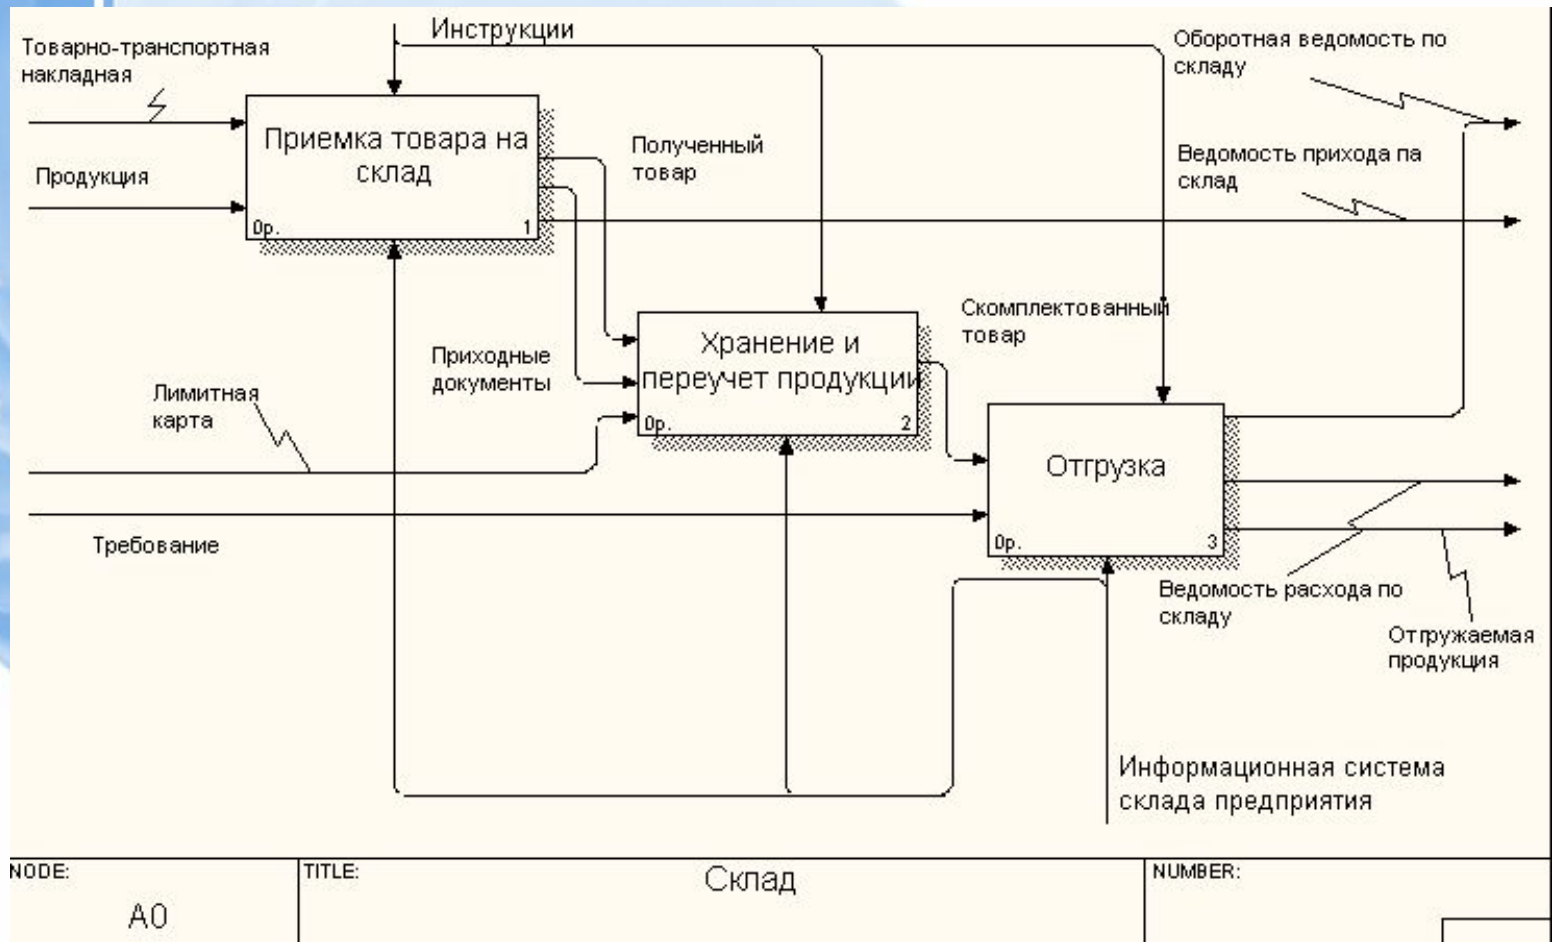 Инструкции
Товарно-транспортная
накладная
Оборотная ведомость по
складу
Приемка товара на
склад
0р.
1
Полученный
товар
Ведомость прихода па
склад
Продукция
Скомплектованный
товар
Хранение и
переучет продукции
0р.
2
Приходные
документы
Лимитная
карта
Отгрузка
0р.
3
Требование
Ведомость расхода по
складу
Отгружаемая
продукция
Информационная система
склада предприятия
NODE:
A0
TITLE:
Склад
NUMBER: